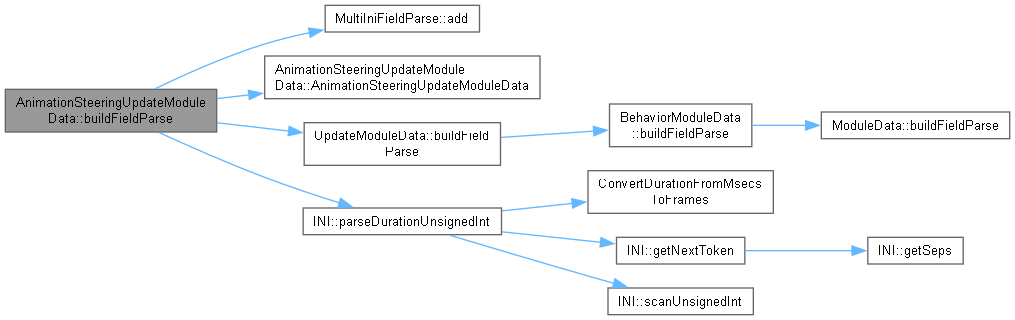 MultiIniFieldParse::add
AnimationSteeringUpdateModule
Data::AnimationSteeringUpdateModuleData
AnimationSteeringUpdateModule
Data::buildFieldParse
UpdateModuleData::buildField
Parse
BehaviorModuleData
::buildFieldParse
ModuleData::buildFieldParse
INI::parseDurationUnsignedInt
ConvertDurationFromMsecs
ToFrames
INI::getNextToken
INI::getSeps
INI::scanUnsignedInt